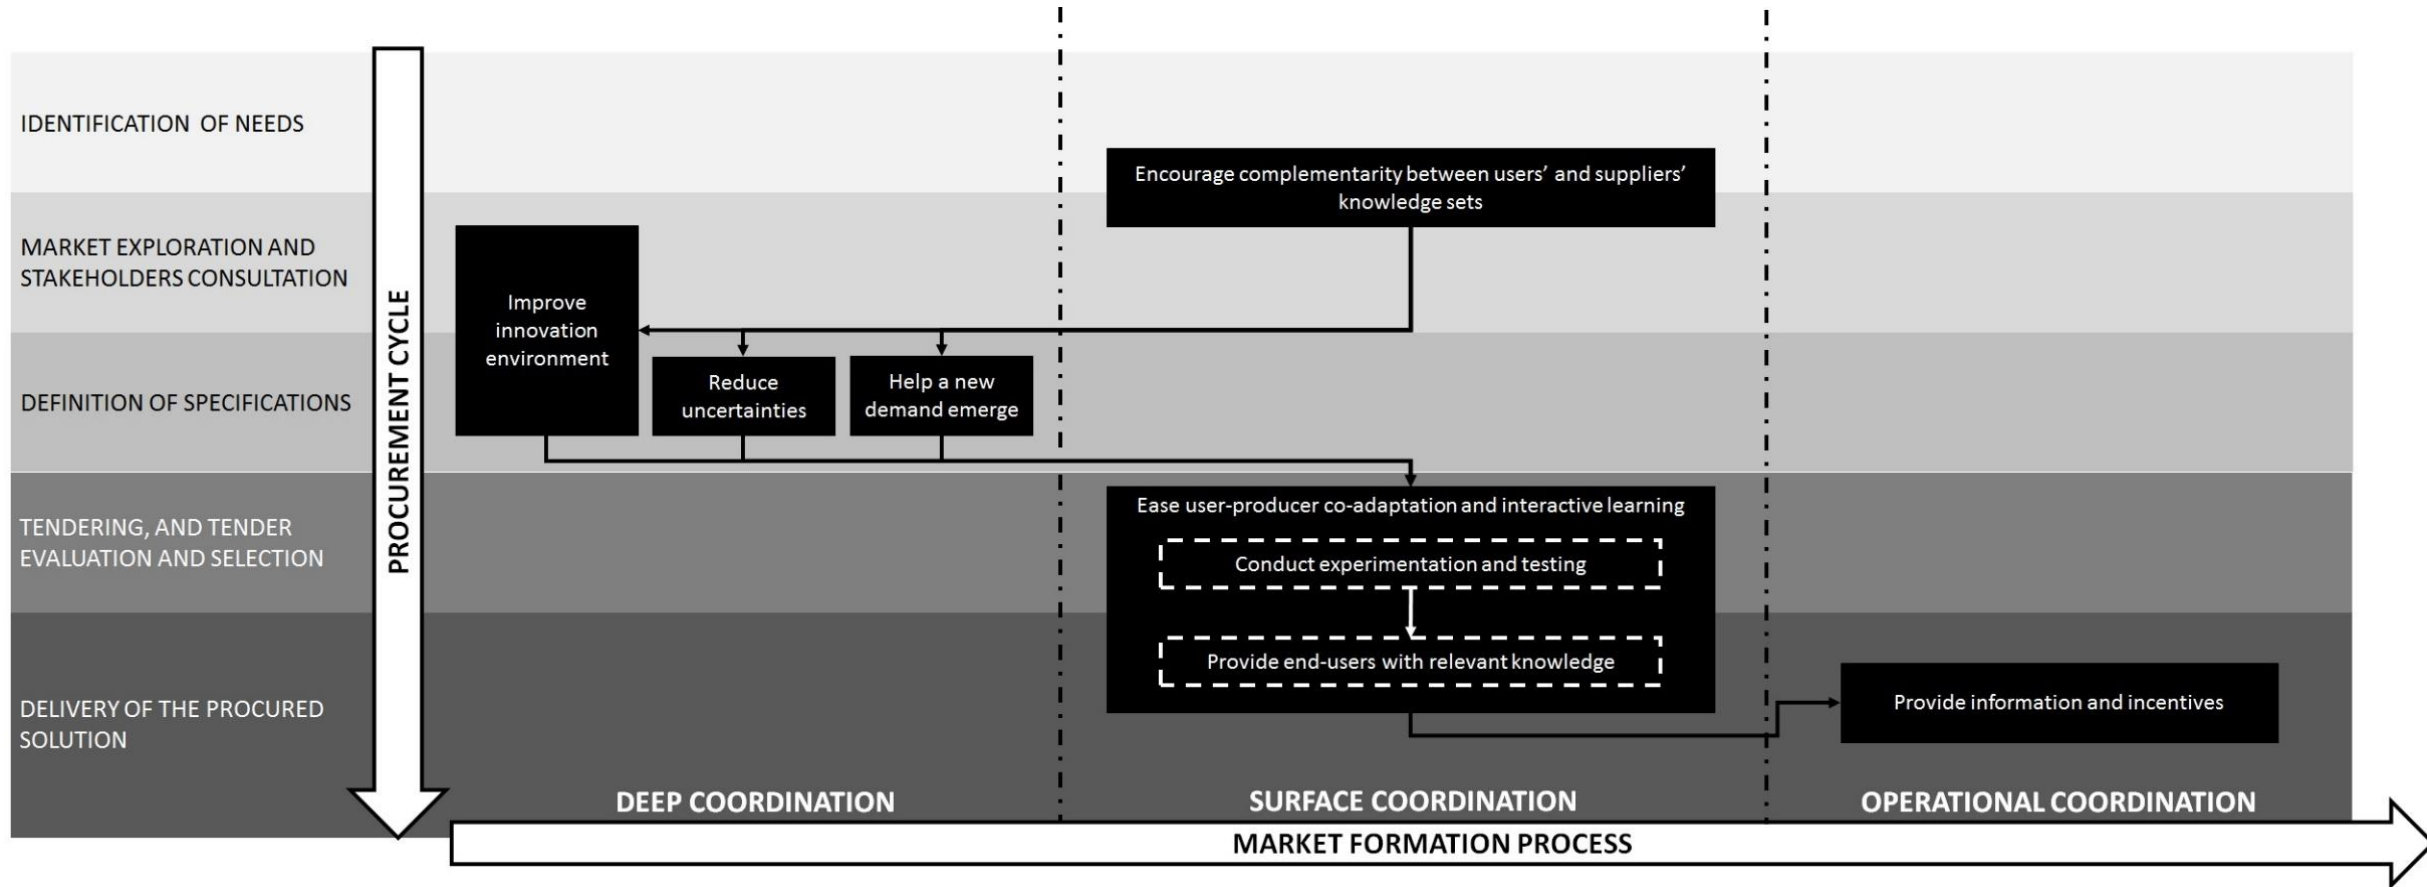 IDENTIFICATION OF NEEDS
MARKET EXPLORATION AND
STAKEHOLDERS CONSULTATION
DEFINITION OF SPECIFICATIONS
TENDERING, AND TENDER
EVALUATION AND SELECTION
DELIVERY OF THE PROCURED
SOLUTION
PROCUREMENT CYCLE
Encourage complementarity between users’ and suppliers’
knowledge sets
Improve
innovation
environment
Reduce
uncertainties
Help a new
demand emerge
Ease user-producer co-adaptation and interactive learning
Conduct experimentation and testing
Provide end-users with relevant knowledge
Provide information and incentives
DEEP COORDINATION
SURFACE COORDINATION
OPERATIONAL COORDINATION
MARKET FORMATION PROCESS